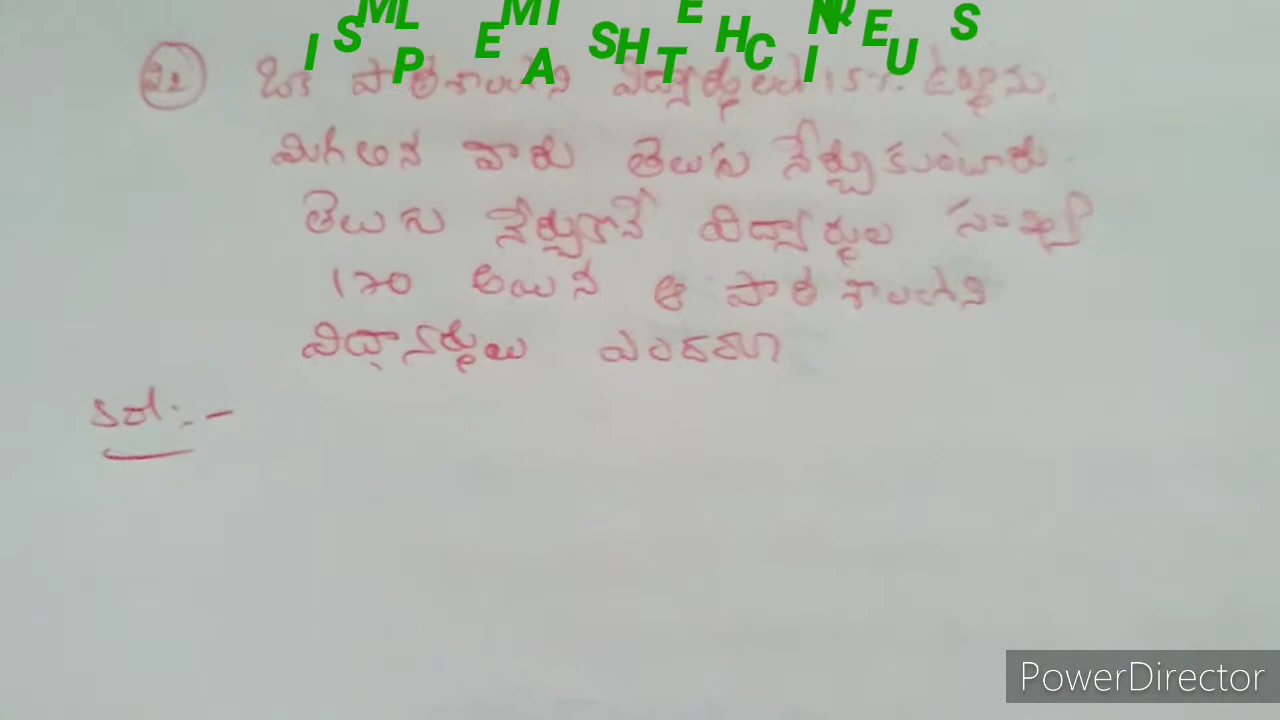 ఒక పాఠశాలలోని విద్యార్థులలో 15% ఉర్దూను,
మిగిలిన వారు తెలుగు నేర్చుకుంటారు.
తెలుగు నేర్చుకొనే విద్యార్థుల సంఖ్య
170 అయిన ఆ పాఠశాలలోని
విద్యార్థులు ఎందరు
Sol:-
PowerDirector